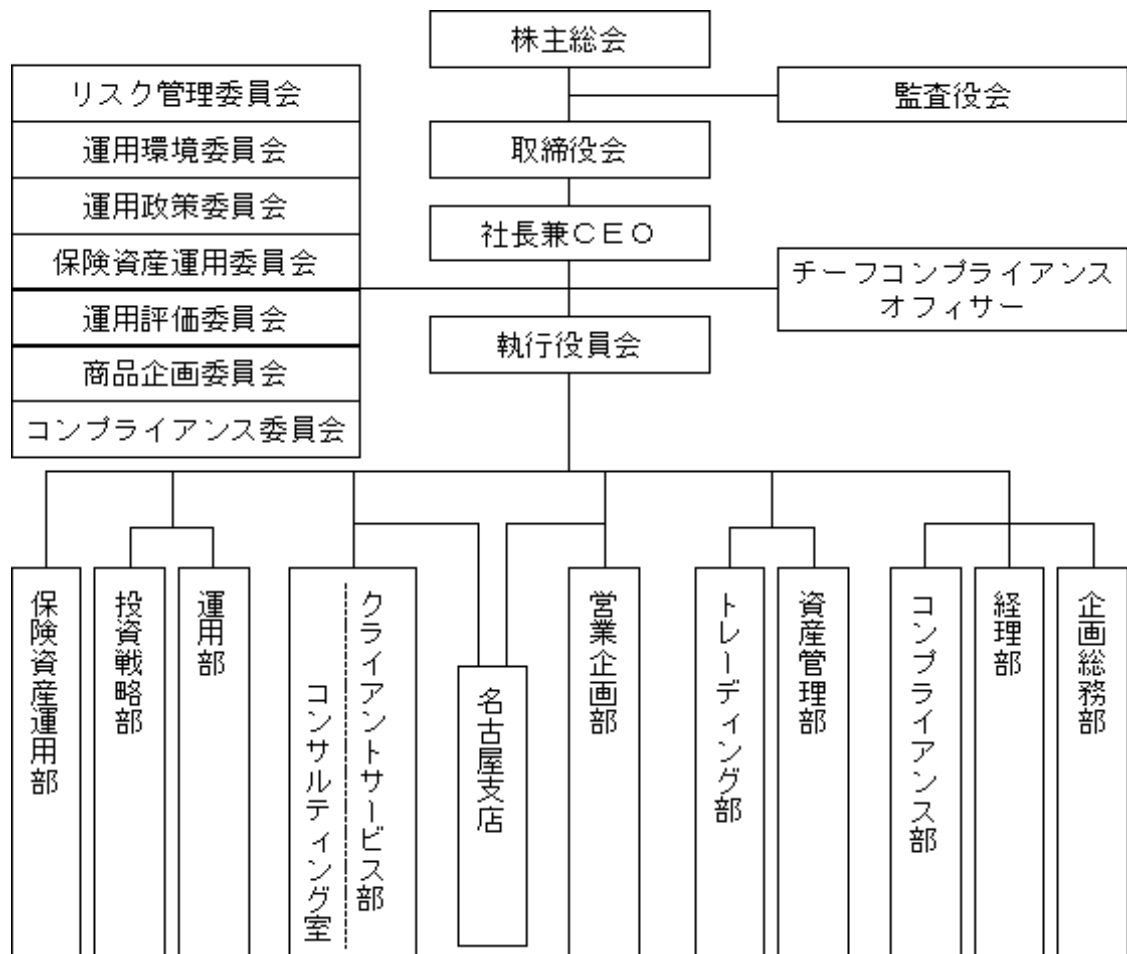 株主総会
リスク管理委員会
監査役会
運用環境委員会
取締役会
運用政策委員会
社長兼ＣＥＯ
保険資産運用委員会
チーフコンプライアンス
オフィサー
運用評価委員会
執行役員会
商品企画委員会
コンプライアンス委員会
保険資産運用部
投資戦略部
運用部
クライアントサービス部
コンサルティング室
名古屋支店
営業企画部
トレーディング部
資産管理部
コンプライアンス部
経理部
企画総務部